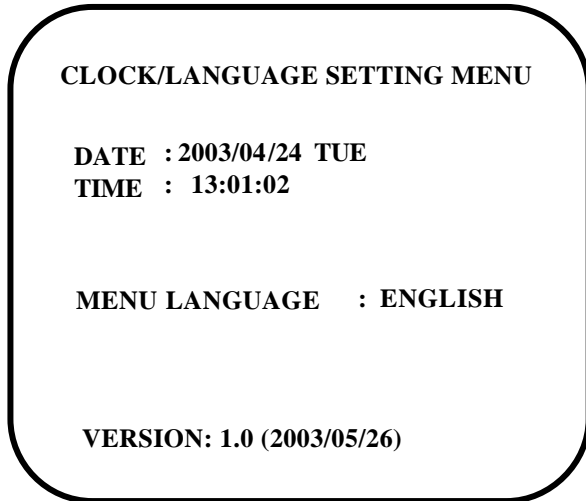 CLOCK/LANGUAGE SETTING MENU
DATE : 2003/04/24 TUE
TIME : 13:01:02
MENU LANGUAGE : ENGLISH
VERSION: 1.0 (2003/05/26)